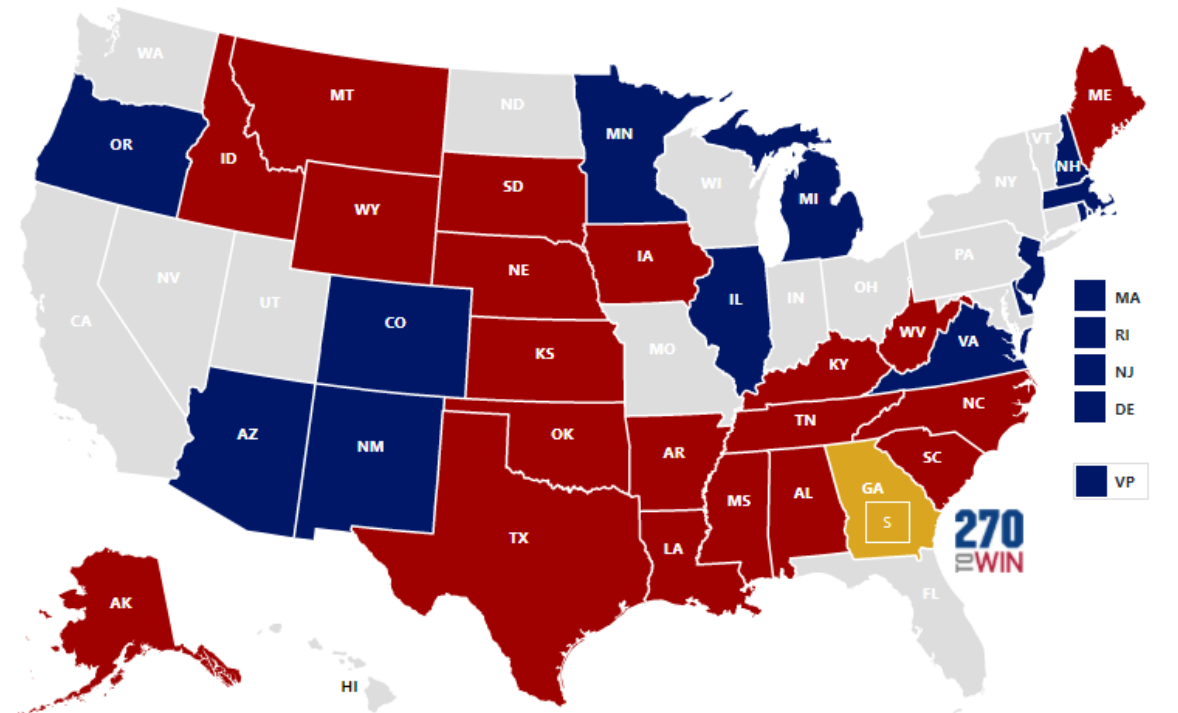 WA
MT
ND
MN
ME
OR
ID
SD
WI
VT
NH
NY
MI
WY
IA
NE
PA
NV
UT
CO
IL
IN
OH
CA
KS
MO
WV
VA
KY
MA
RI
NJ
DE
AZ
NM
OK
AR
TN
NC
SC
MS
AL
GA
S
VP
TX
LA
270
TO WIN
FL
AK
HI